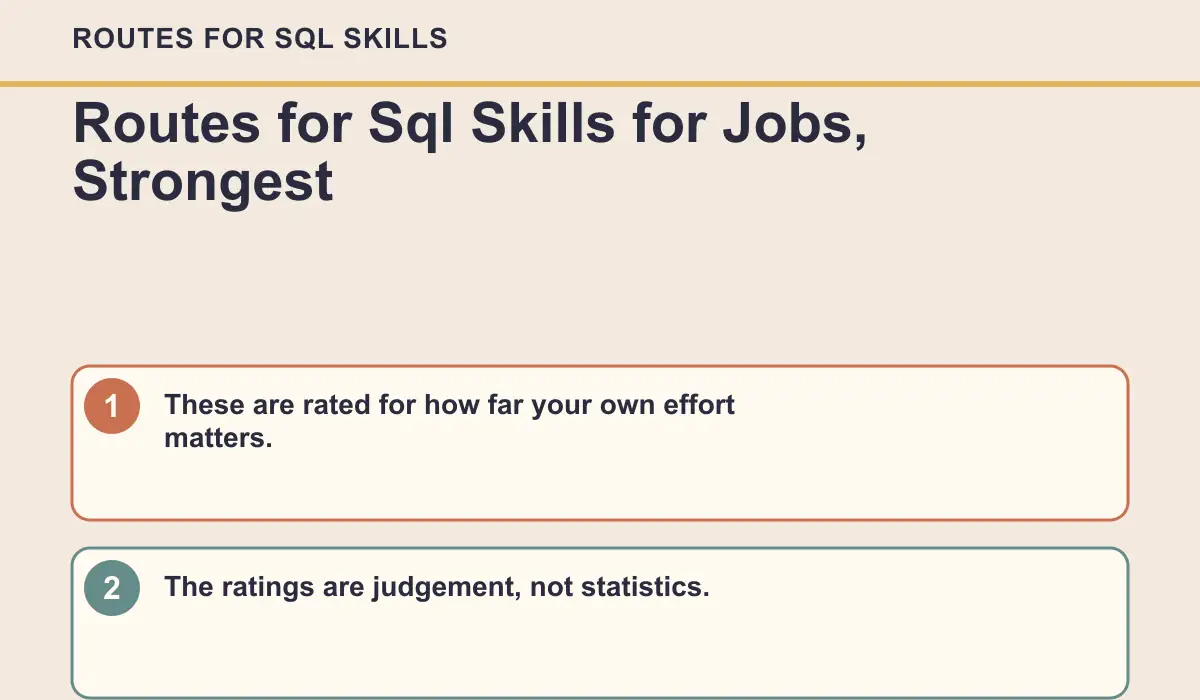 ROUTES FOR SQL SKILLS
Routes for Sql Skills for Jobs,
Strongest
1
These are rated for how far your own effort
matters.
2
The ratings are judgement, not statistics.